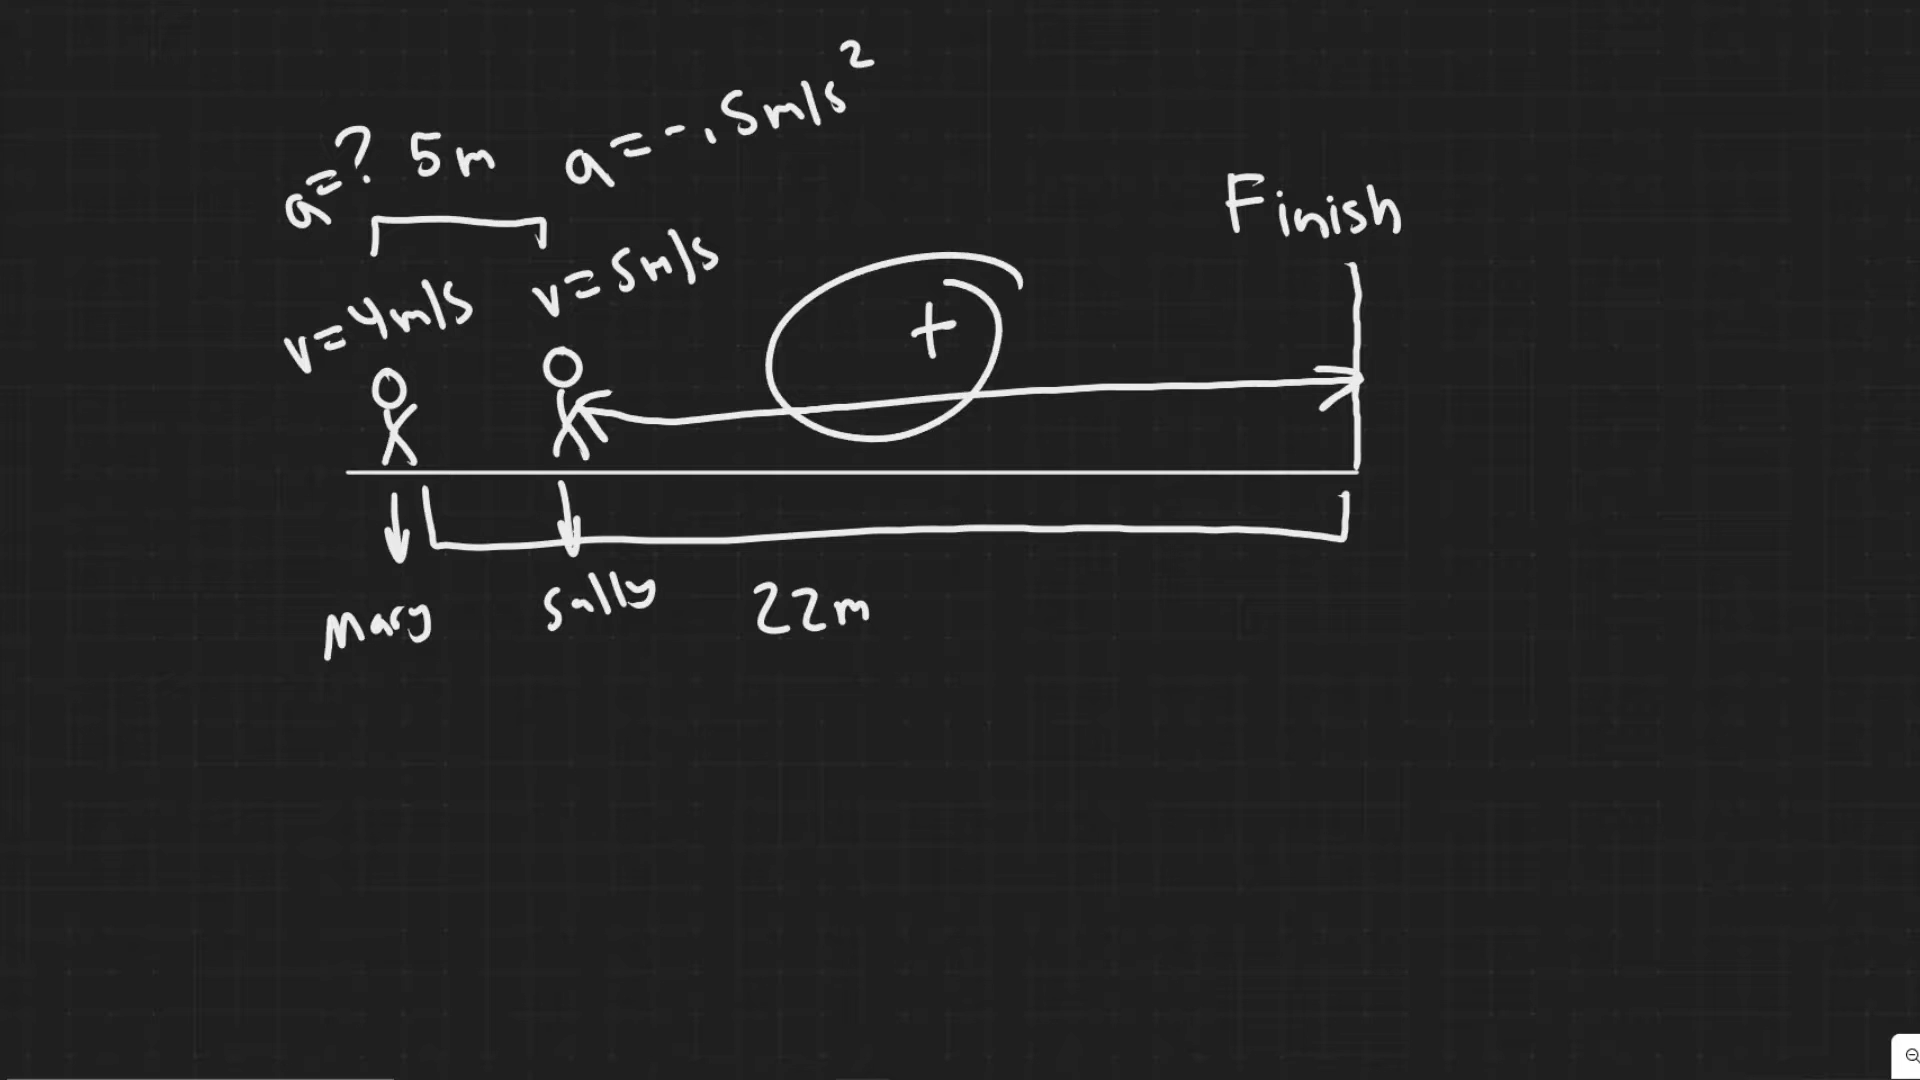 a=? 5m a=-.5m/s²
Finish
v=4m/s v=5m/s
t
Mary Sally 22m